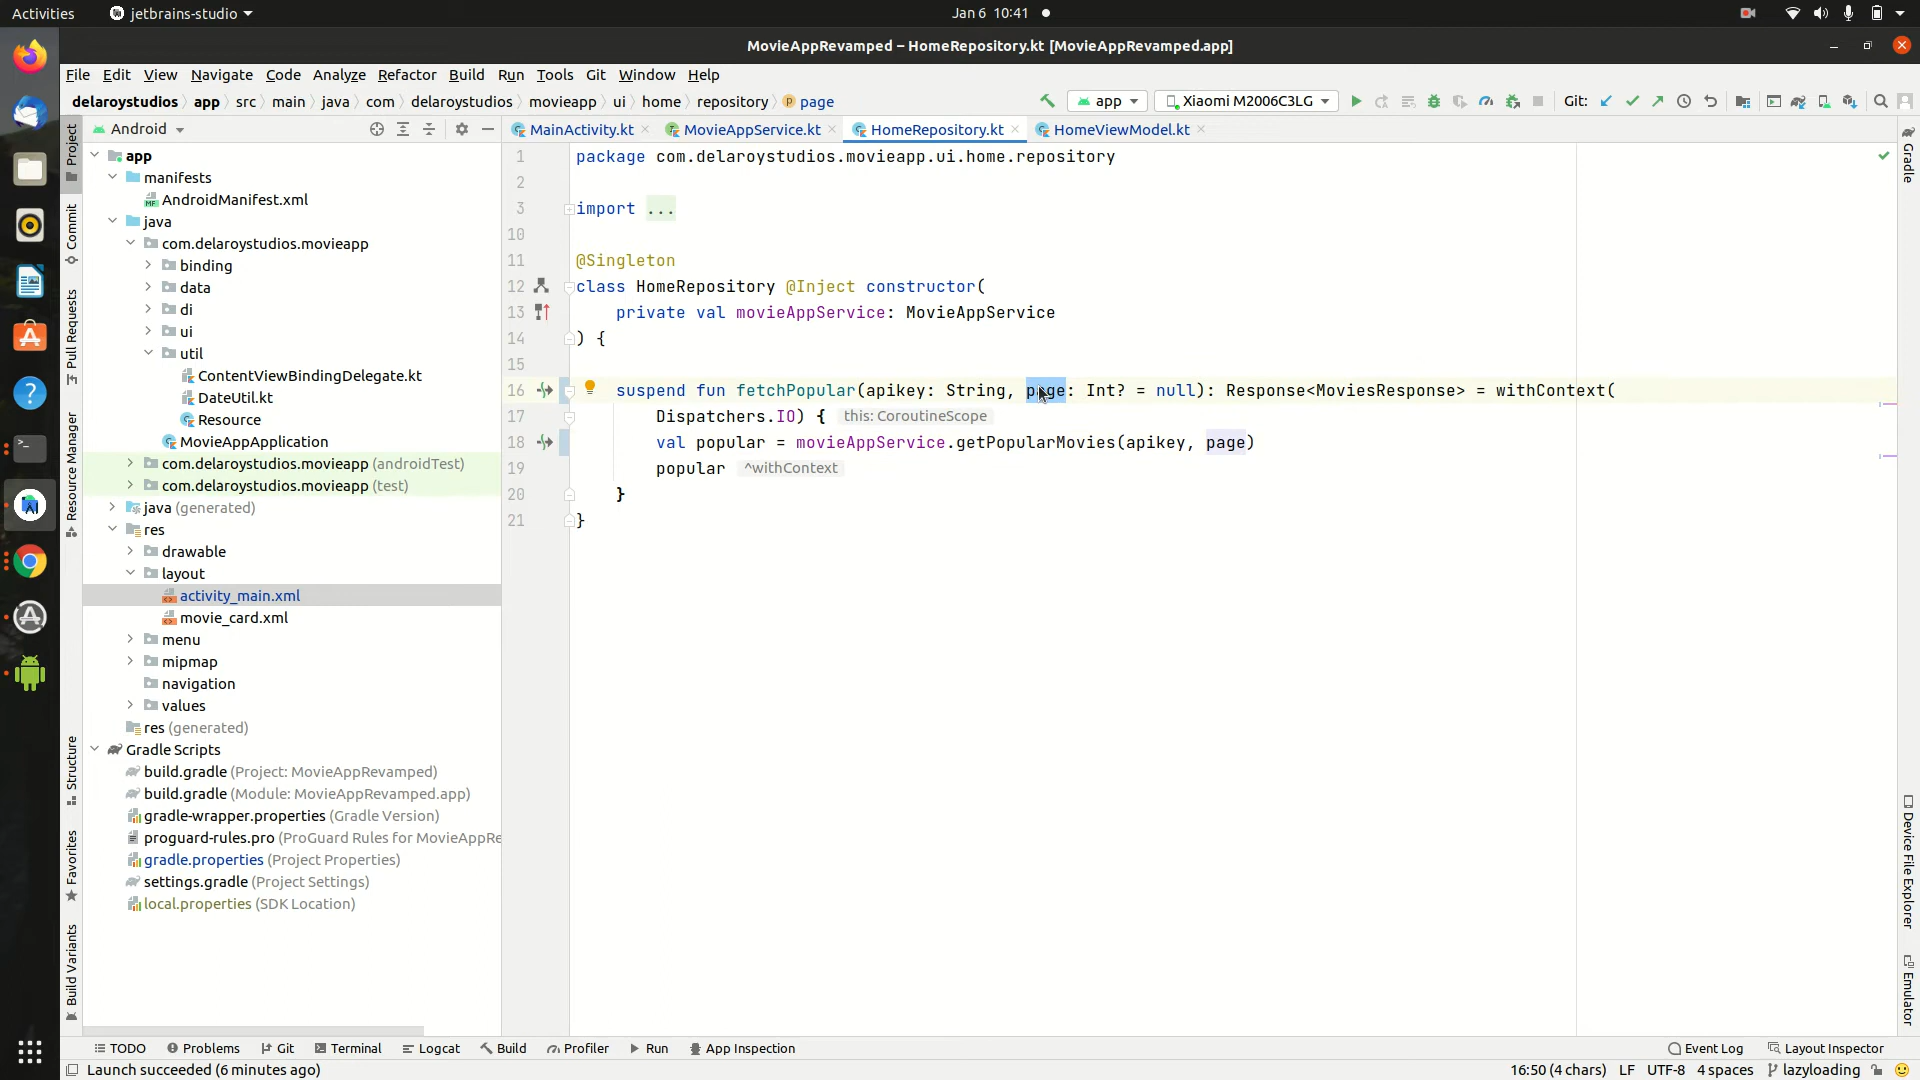 Activities
jetbrains-studio
Jan 6 10:41
MovieAppRevamped – HomeRepository.kt [MovieAppRevamped.app]
File Edit View Navigate Code Analyze Refactor Build Run Tools Git Window Help
delaroystudios app src main java com delaroystudios movieapp ui home repository page
app
Xiaomi M2006C3LG
Git:
Android
MainActivity.kt
MovieAppService.kt
HomeRepository.kt
HomeViewModel.kt
Project
Commit
Pull Requests
Resource Manager
Structure
Favorites
Build Variants
app
manifests
AndroidManifest.xml
java
com.delaroystudios.movieapp
binding
data
di
ui
util
ContentViewBindingDelegate.kt
DateUtil.kt
Resource
MovieAppApplication
com.delaroystudios.movieapp (androidTest)
com.delaroystudios.movieapp (test)
java (generated)
res
drawable
layout
activity_main.xml
movie_card.xml
menu
mipmap
navigation
values
res (generated)
Gradle Scripts
build.gradle (Project: MovieAppRevamped)
build.gradle (Module: MovieAppRevamped.app)
gradle-wrapper.properties (Gradle Version)
proguard-rules.pro (ProGuard Rules for MovieAppRe
gradle.properties (Project Properties)
settings.gradle (Project Settings)
local.properties (SDK Location)
1 package com.delaroystudios.movieapp.ui.home.repository
2
3 import ...
10
11 @Singleton
12 class HomeRepository @Inject constructor(
13 private val movieAppService: MovieAppService
14 ) {
15
16 suspend fun fetchPopular(apikey: String, page: Int? = null): Response<MoviesResponse> = withContext(
17 Dispatchers.IO) { this: CoroutineScope
18 val popular = movieAppService.getPopularMovies(apikey, page)
19 popular ^withContext
20 }
21 }
Gradle
Device File Explorer
Emulator
TODO Problems Git Terminal Logcat Build Profiler Run App Inspection
Event Log Layout Inspector
Launch succeeded (6 minutes ago)
16:50 (4 chars) LF UTF-8 4 spaces lazyloading